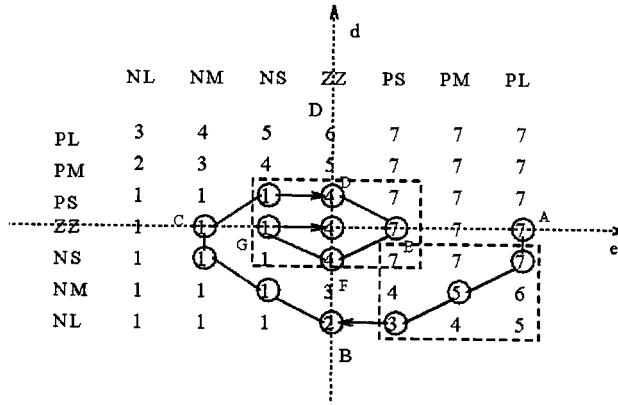 d
NL NM NS ZZ PS PM PL
D
PL 3 4 5 6 7 7 7
PM 2 3 4 5 7 7 7
D
PS 1 1 1 4 7 7 7
C A
ZZ 1 1 1 4 7 7 7
G E e
NS 1 1 1 4 7 7 7
F
NM 1 1 1 3 4 5 6
NL 1 1 1 2 3 4 5
B